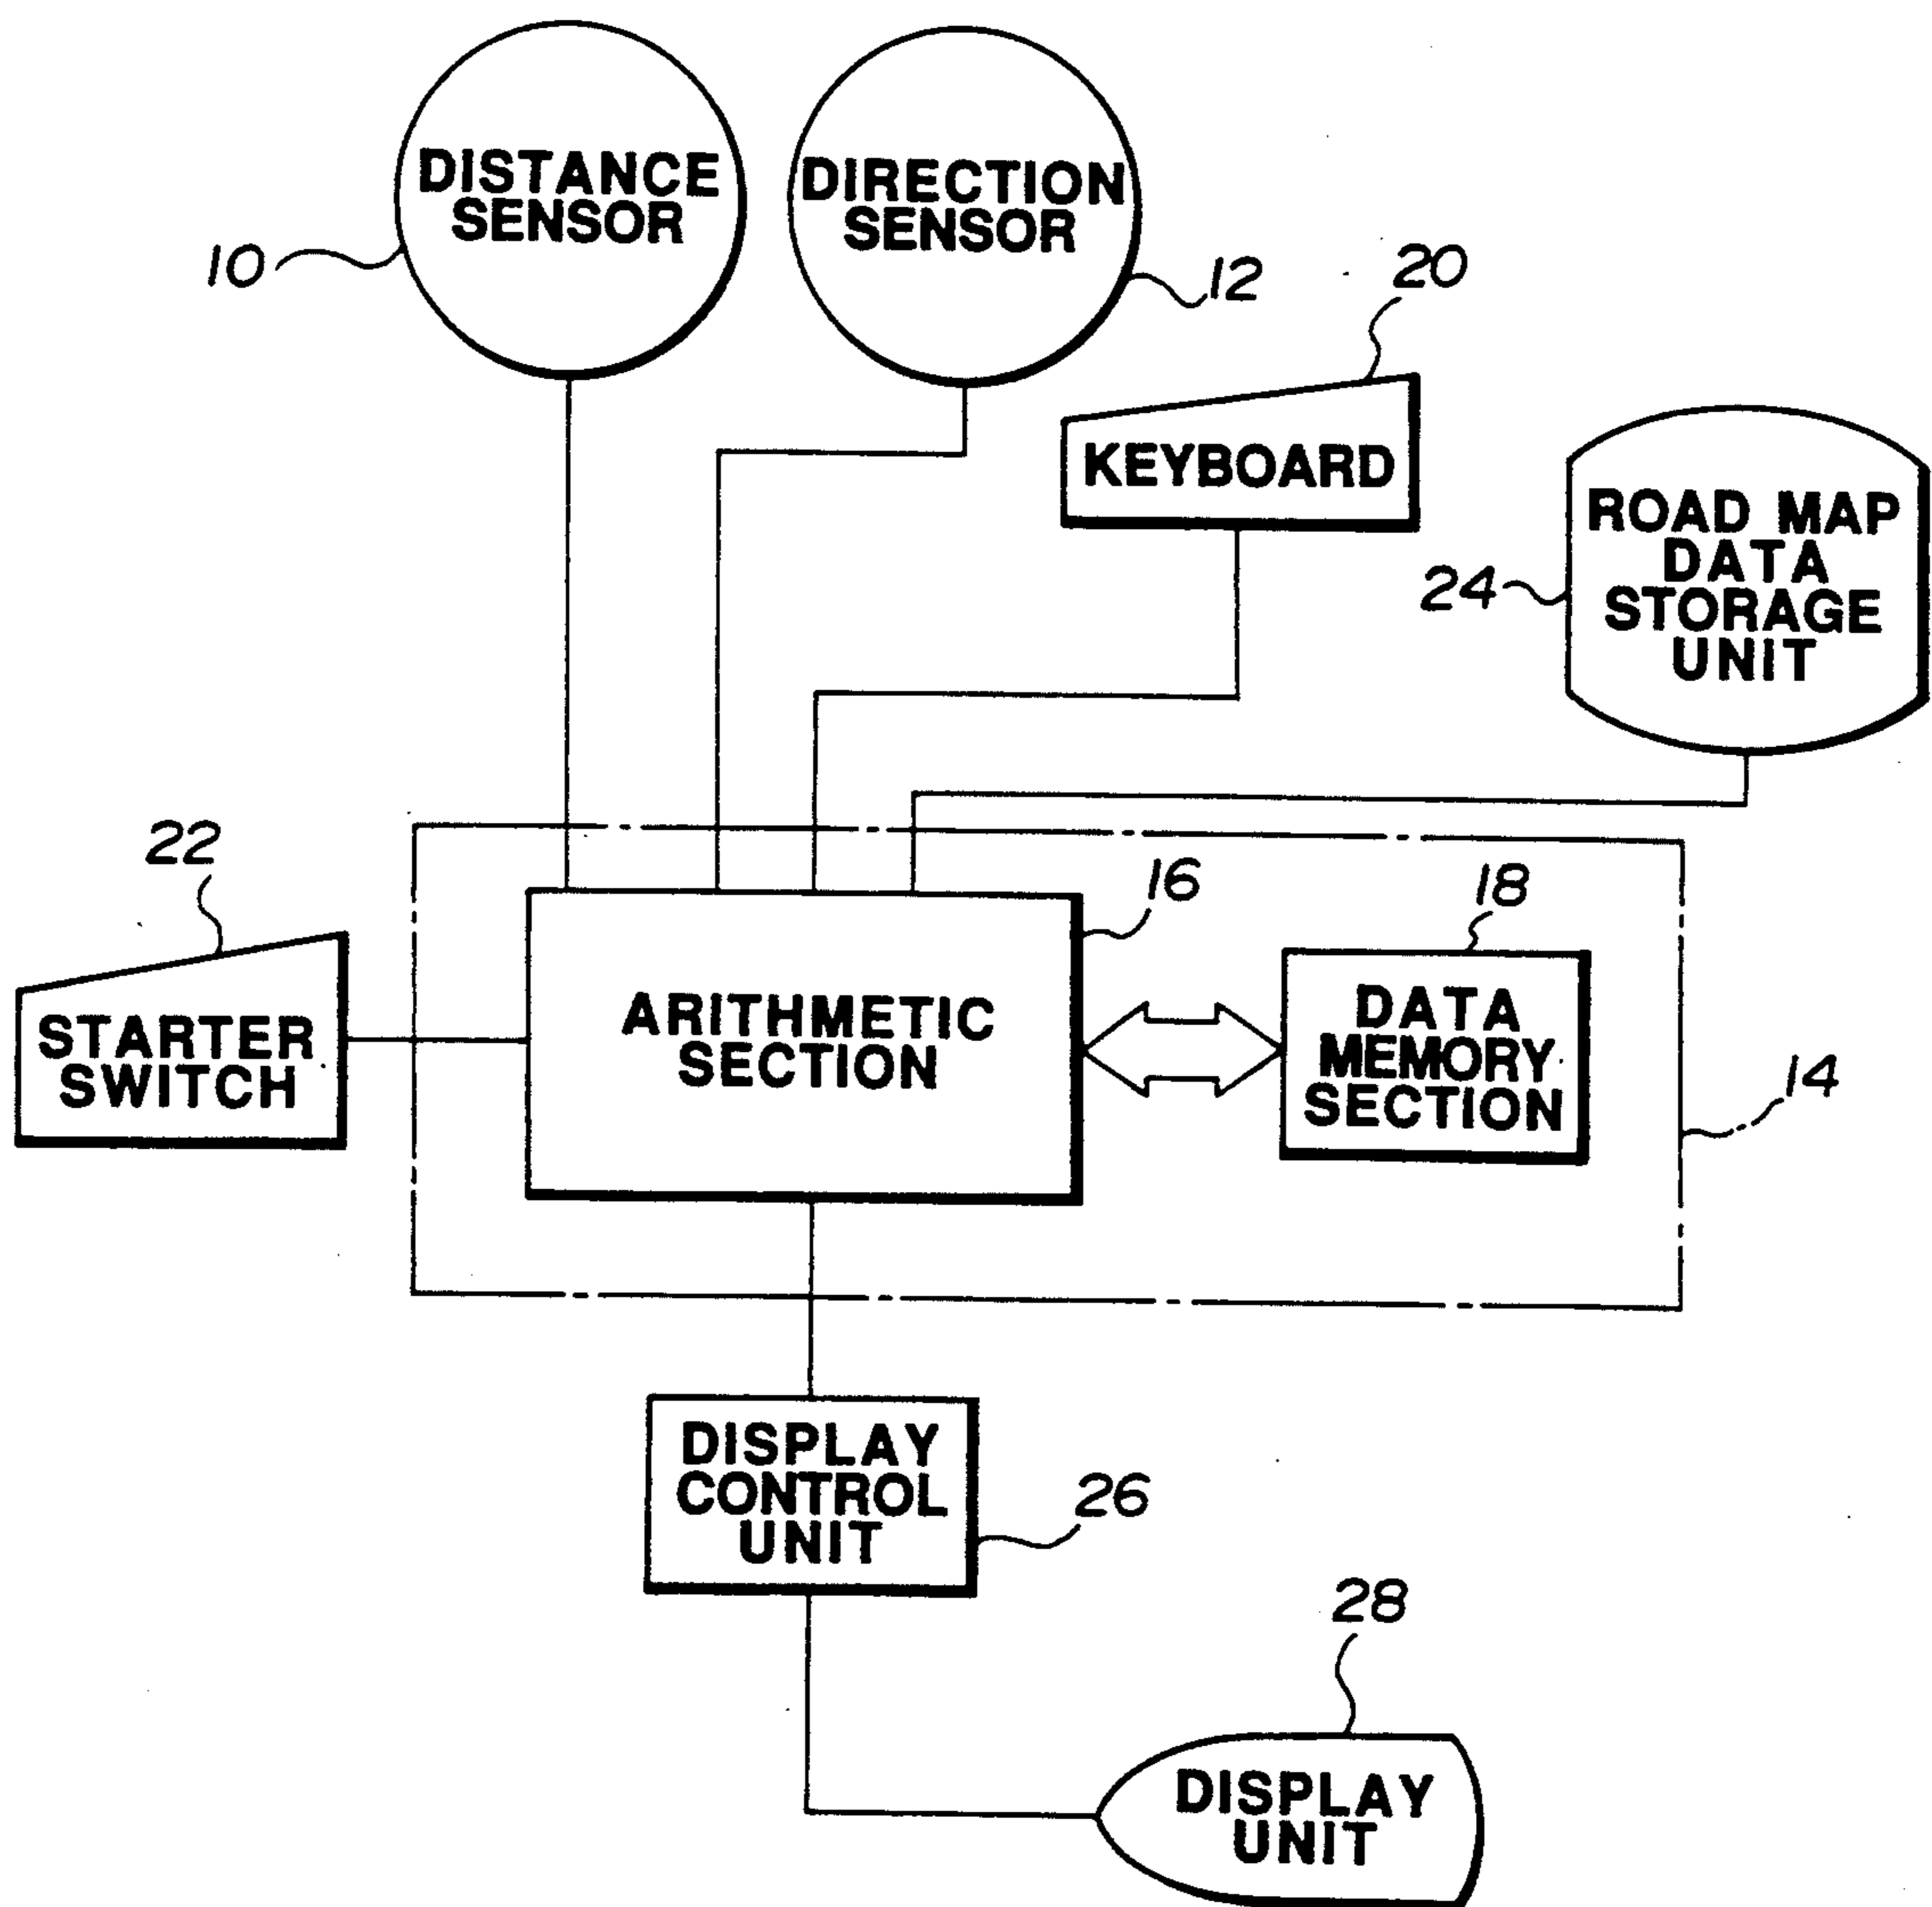 DISTANCE
SENSOR
10
DIRECTION
SENSOR
12
20
KEYBOARD
ROAD MAP
DATA
STORAGE
UNIT
24
22
STARTER
SWITCH
16
ARITHMETIC
SECTION
18
DATA
MEMORY
SECTION
14
DISPLAY
CONTROL
UNIT
26
28
DISPLAY
UNIT